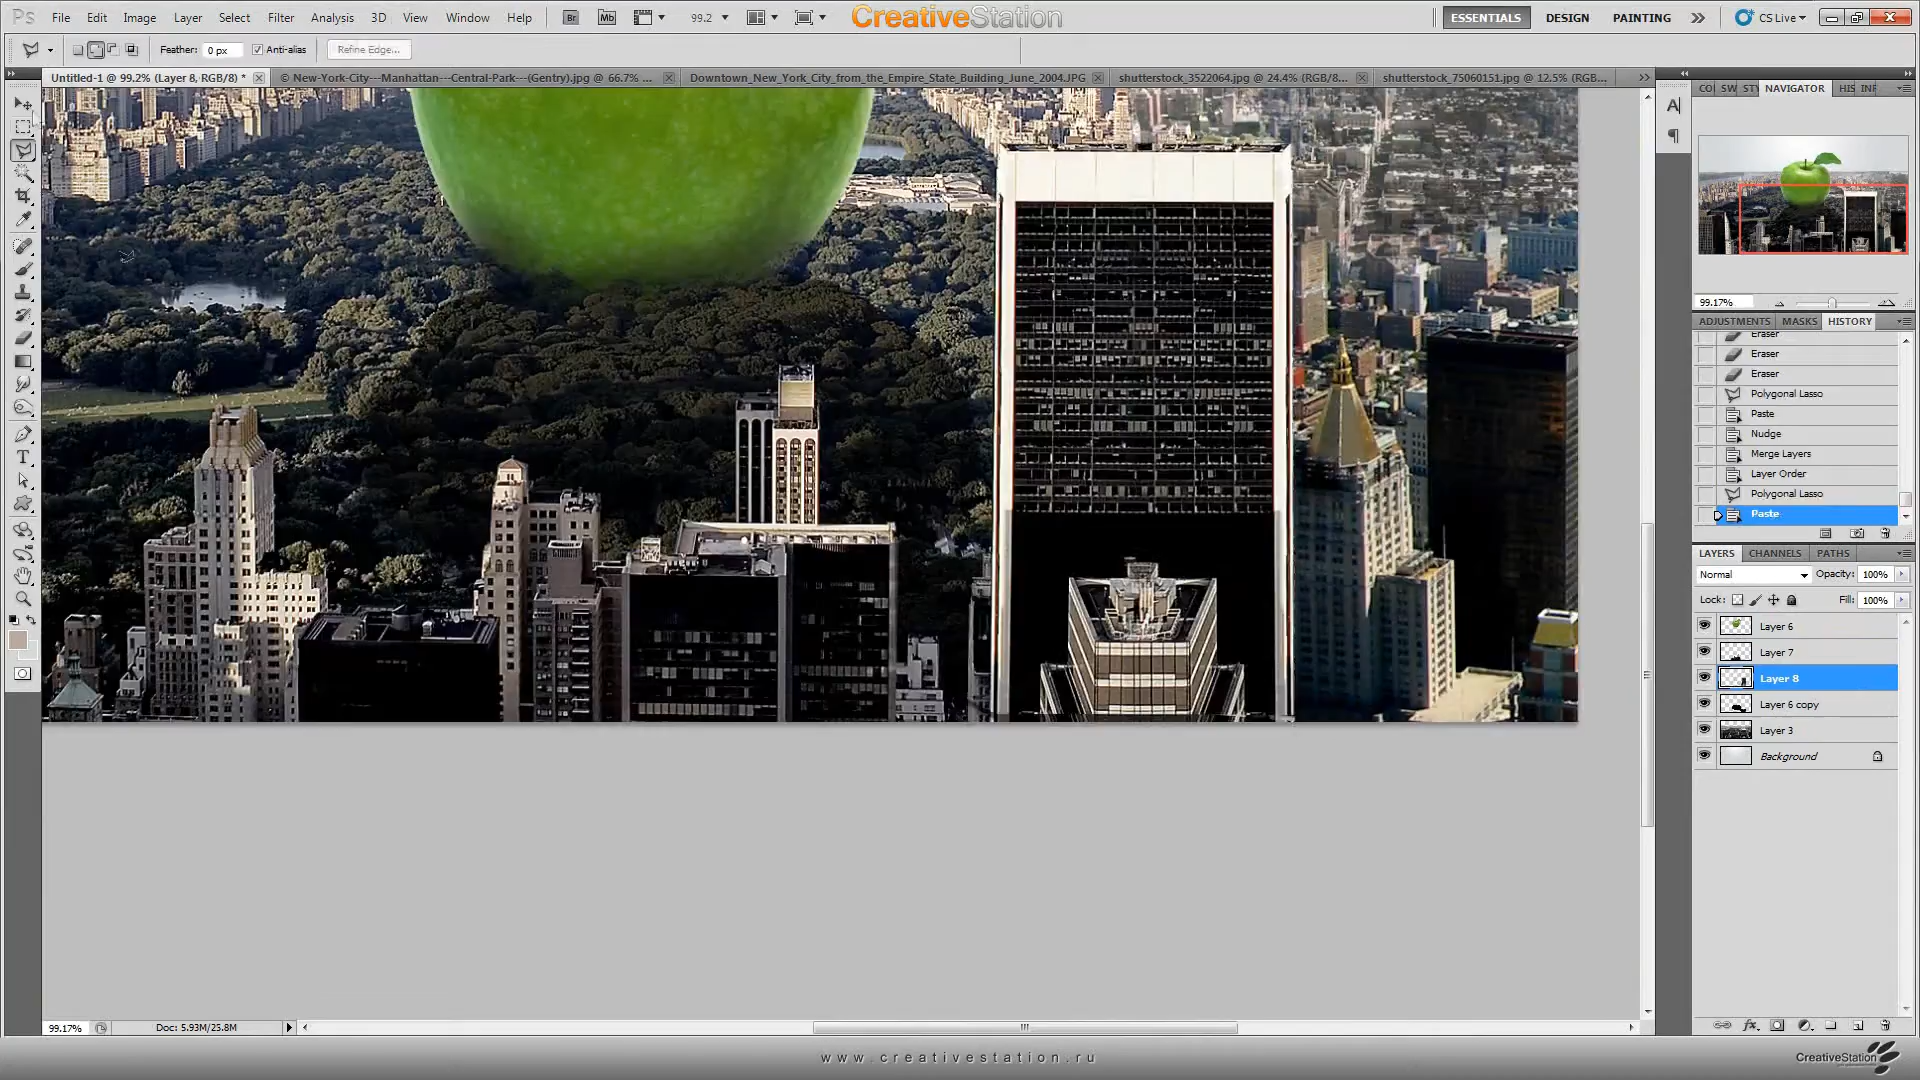 Ps File Edit Image Layer Select Filter Analysis 3D View Window Help Br Mb 99.2 CreativeStation ESSENTIALS DESIGN PAINTING CS Live
Feather: 0 px Anti-alias Refine Edge...
Untitled-1 @ 99.2% (Layer 8, RGB/8) * © New-York-City---Manhattan---Central-Park---(Gentry).jpg @ 66.7% ... Downtown_New_York_City_from_the_Empire_State_Building_June_2004.JPG shutterstock_3522064.jpg @ 24.4% (RGB/8... shutterstock_75060151.jpg @ 12.5% (RGB...
CO SW STY NAVIGATOR HIS INF
99.17%
ADJUSTMENTS MASKS HISTORY
Eraser
Eraser
Eraser
Polygonal Lasso
Paste
Nudge
Merge Layers
Layer Order
Polygonal Lasso
Paste
LAYERS CHANNELS PATHS
Normal Opacity: 100%
Lock: Fill: 100%
Layer 6
Layer 7
Layer 8
Layer 6 copy
Layer 3
Background
99.17% Doc: 5.93M/25.8M
www.creativestation.ru
CreativeStation